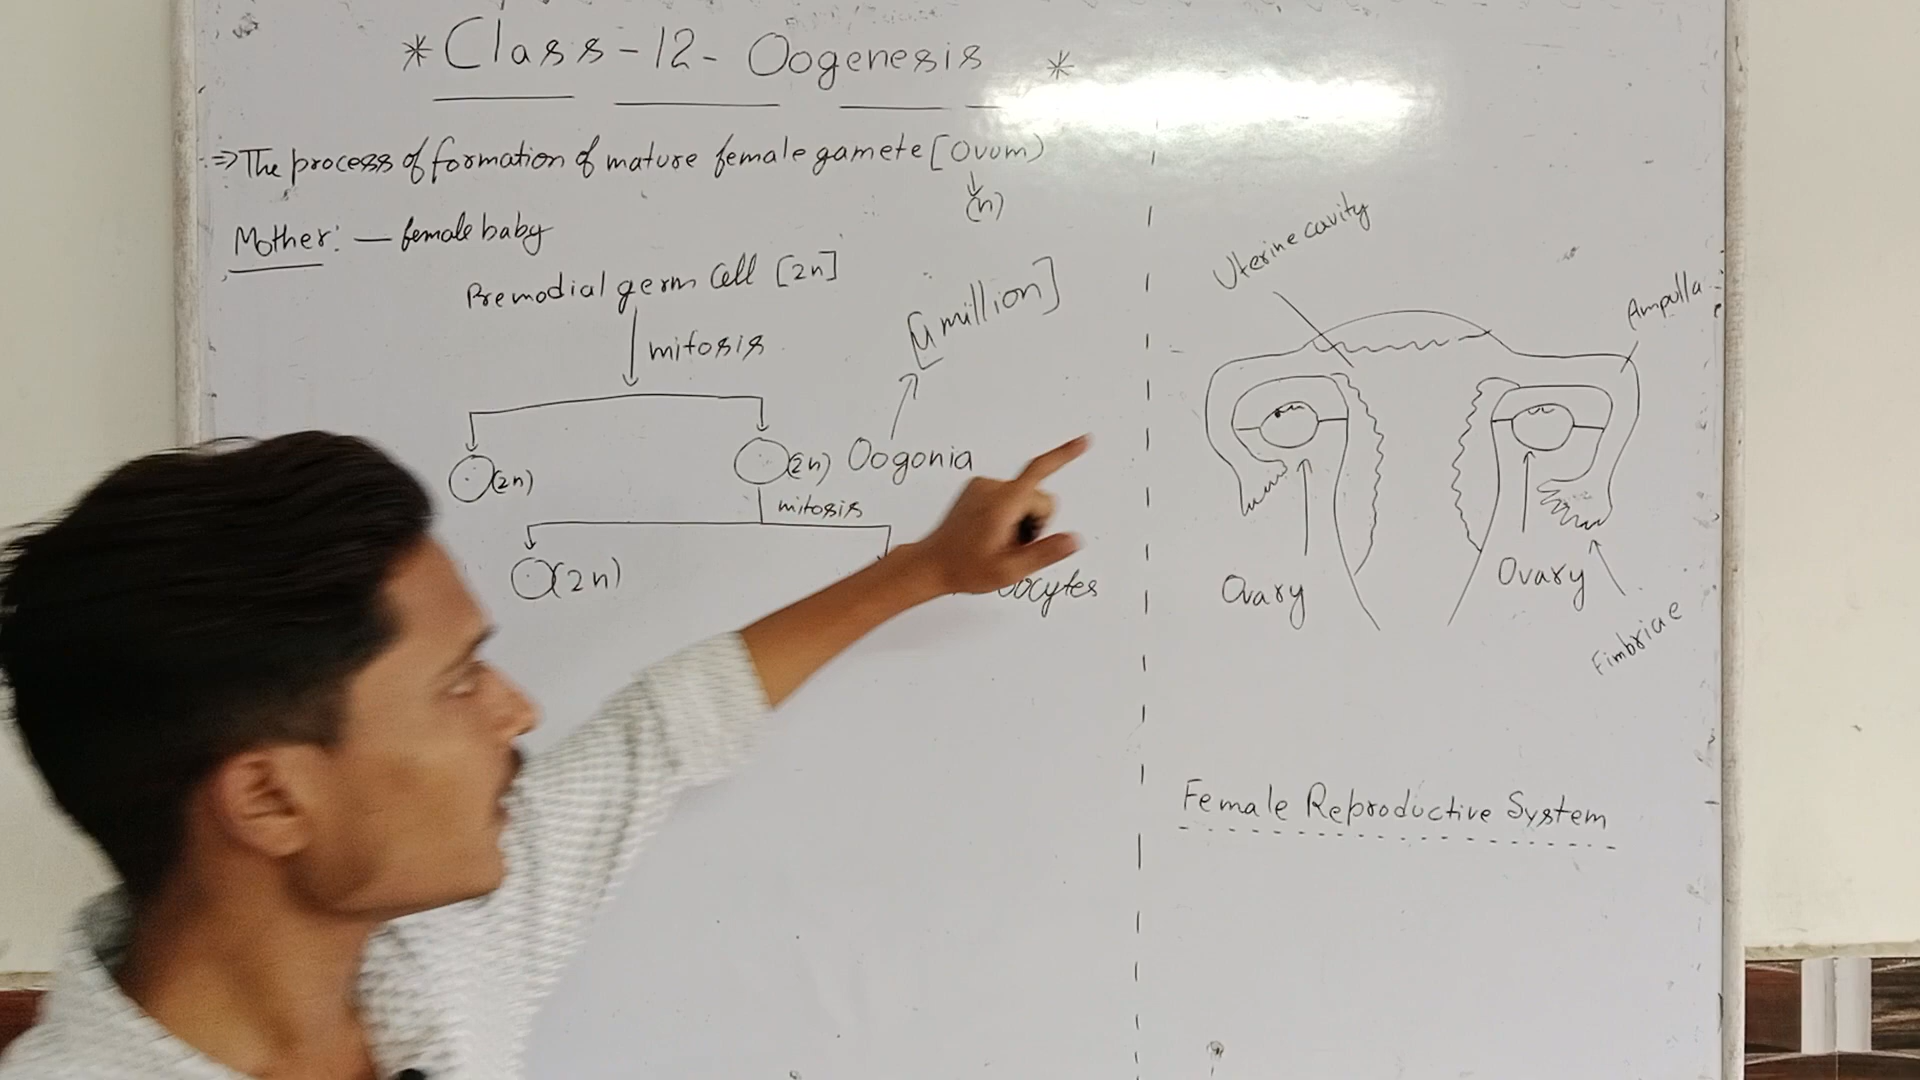 * Class - 12 - Oogenesis *
⇒ The process of formation of mature female gamete [Ovum)
(n)
Mother: — female baby
Premodial germ Cell [2n]
mitosis
million]
(2n)
(2n) Oogonia
mitosis
(2n)
oocytes
Uterine cavity
Ampulla
Ovary
Ovary
Fimbriae
Female Reproductive System